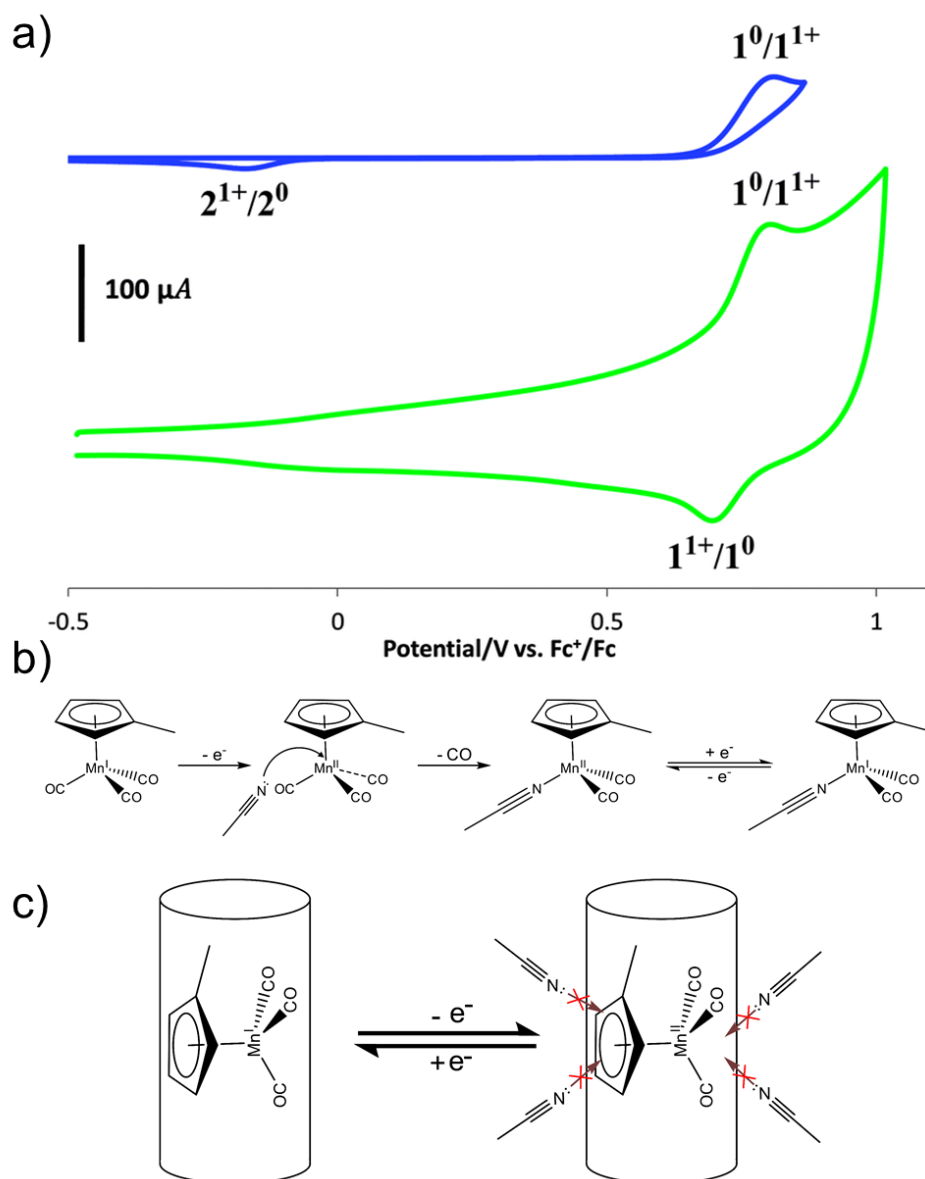 a)
1⁰/1¹⁺
2¹⁺/2⁰
1⁰/1¹⁺
100 µA
1¹⁺/1⁰
-0.5 0 0.5 1
Potential/V vs. Fc⁺/Fc
b)
Mnᴵ OC CO CO
- e⁻
N OC Mnᴵᴵ CO CO
- CO
Mnᴵᴵ N CO CO
+ e⁻
- e⁻
Mnᴵ N CO CO
c)
Mnᴵ CO CO OC
- e⁻
+ e⁻
N: N: Mnᴵᴵ CO CO OC :N :N